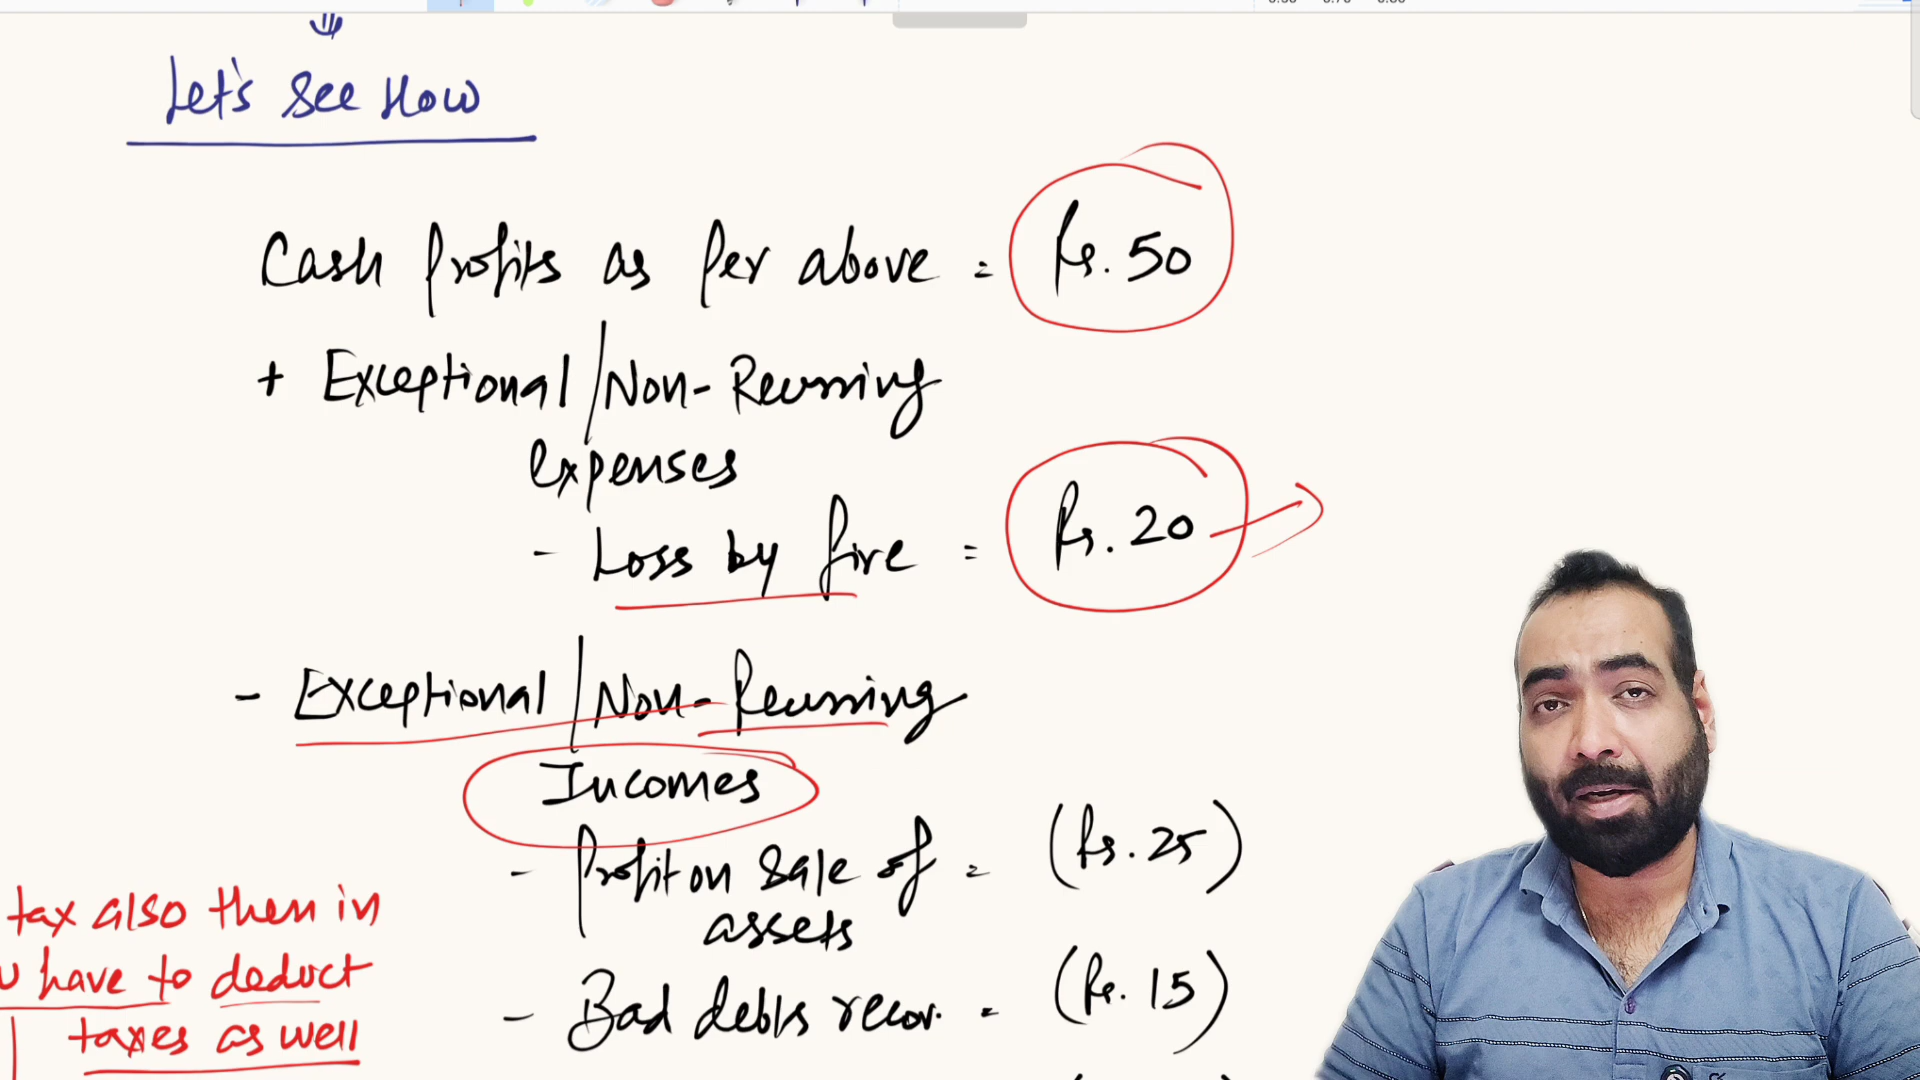 Let's see How
Cash Profits as Per above = Rs. 50
+ Exceptional/Non-Recurring
expenses
- Loss by fire = Rs. 20
- Exceptional/Non-Recurring
Incomes
- Profit on sale of = (Rs. 25)
assets
- Bad debts recov. = (Rs. 15)
tax also then in
have to deduct
taxes as well